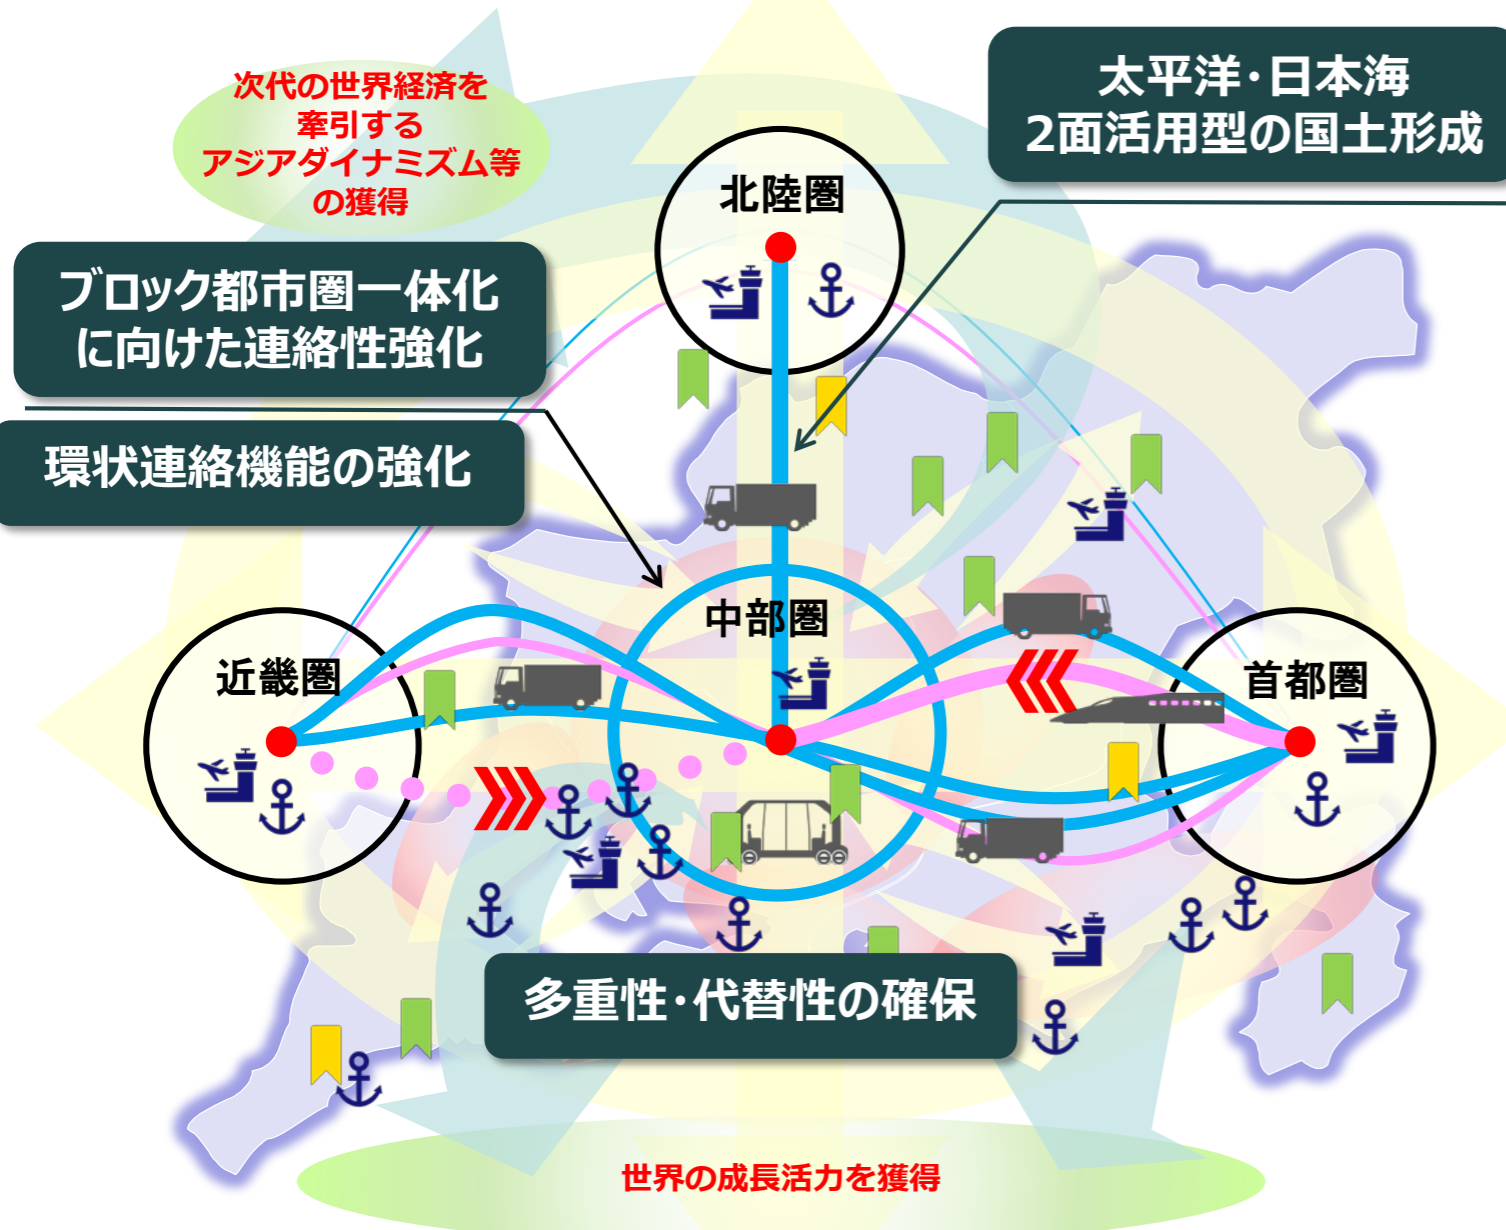 次代の世界経済を
牽引する
アジアダイナミズム等
の獲得
太平洋･日本海
2面活用型の国土形成
北陸圏
ブロック都市圏一体化
に向けた連絡性強化
環状連絡機能の強化
中部圏
近畿圏
首都圏
多重性･代替性の確保
世界の成長活力を獲得